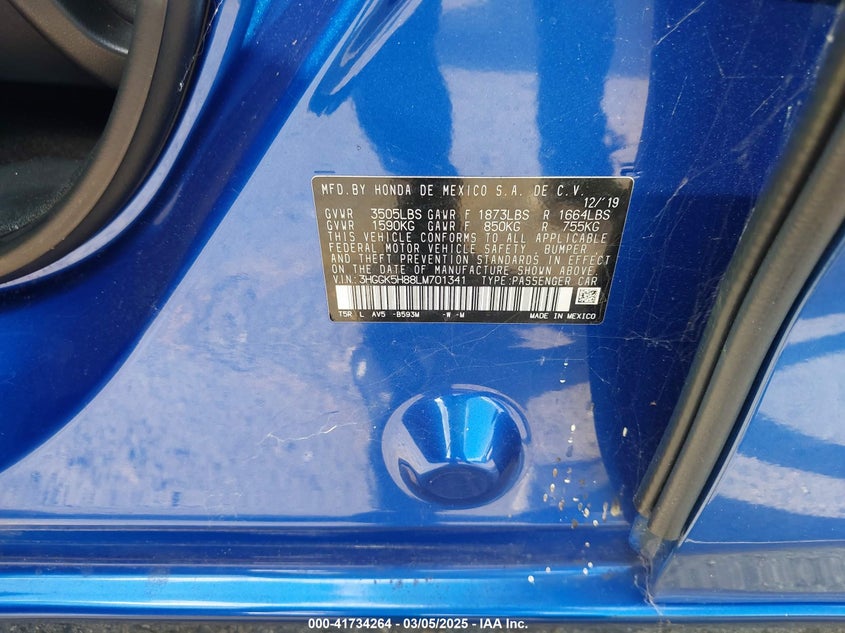 MFD.BY HONDA DE MEXICO S.A. DE C.V.
12/'19
GVWR 3505LBS GAWR F 1873LBS R 1664LBS
GVWR 1590KG GAWR F 850KG R 755KG
THIS VEHICLE CONFORMS TO ALL APPLICABLE
FEDERAL MOTOR VEHICLE SAFETY, BUMPER
AND THEFT PREVENTION STANDARDS IN EFFECT
ON THE DATE OF MANUFACTURE SHOWN ABOVE.
VIN:3HGGK5H88LM701341 TYPE:PASSENGER CAR
T5R L AV5 -B593M -W -M MADE IN MEXICO
000-41734264 — 03/05/2025 — IAA Inc.